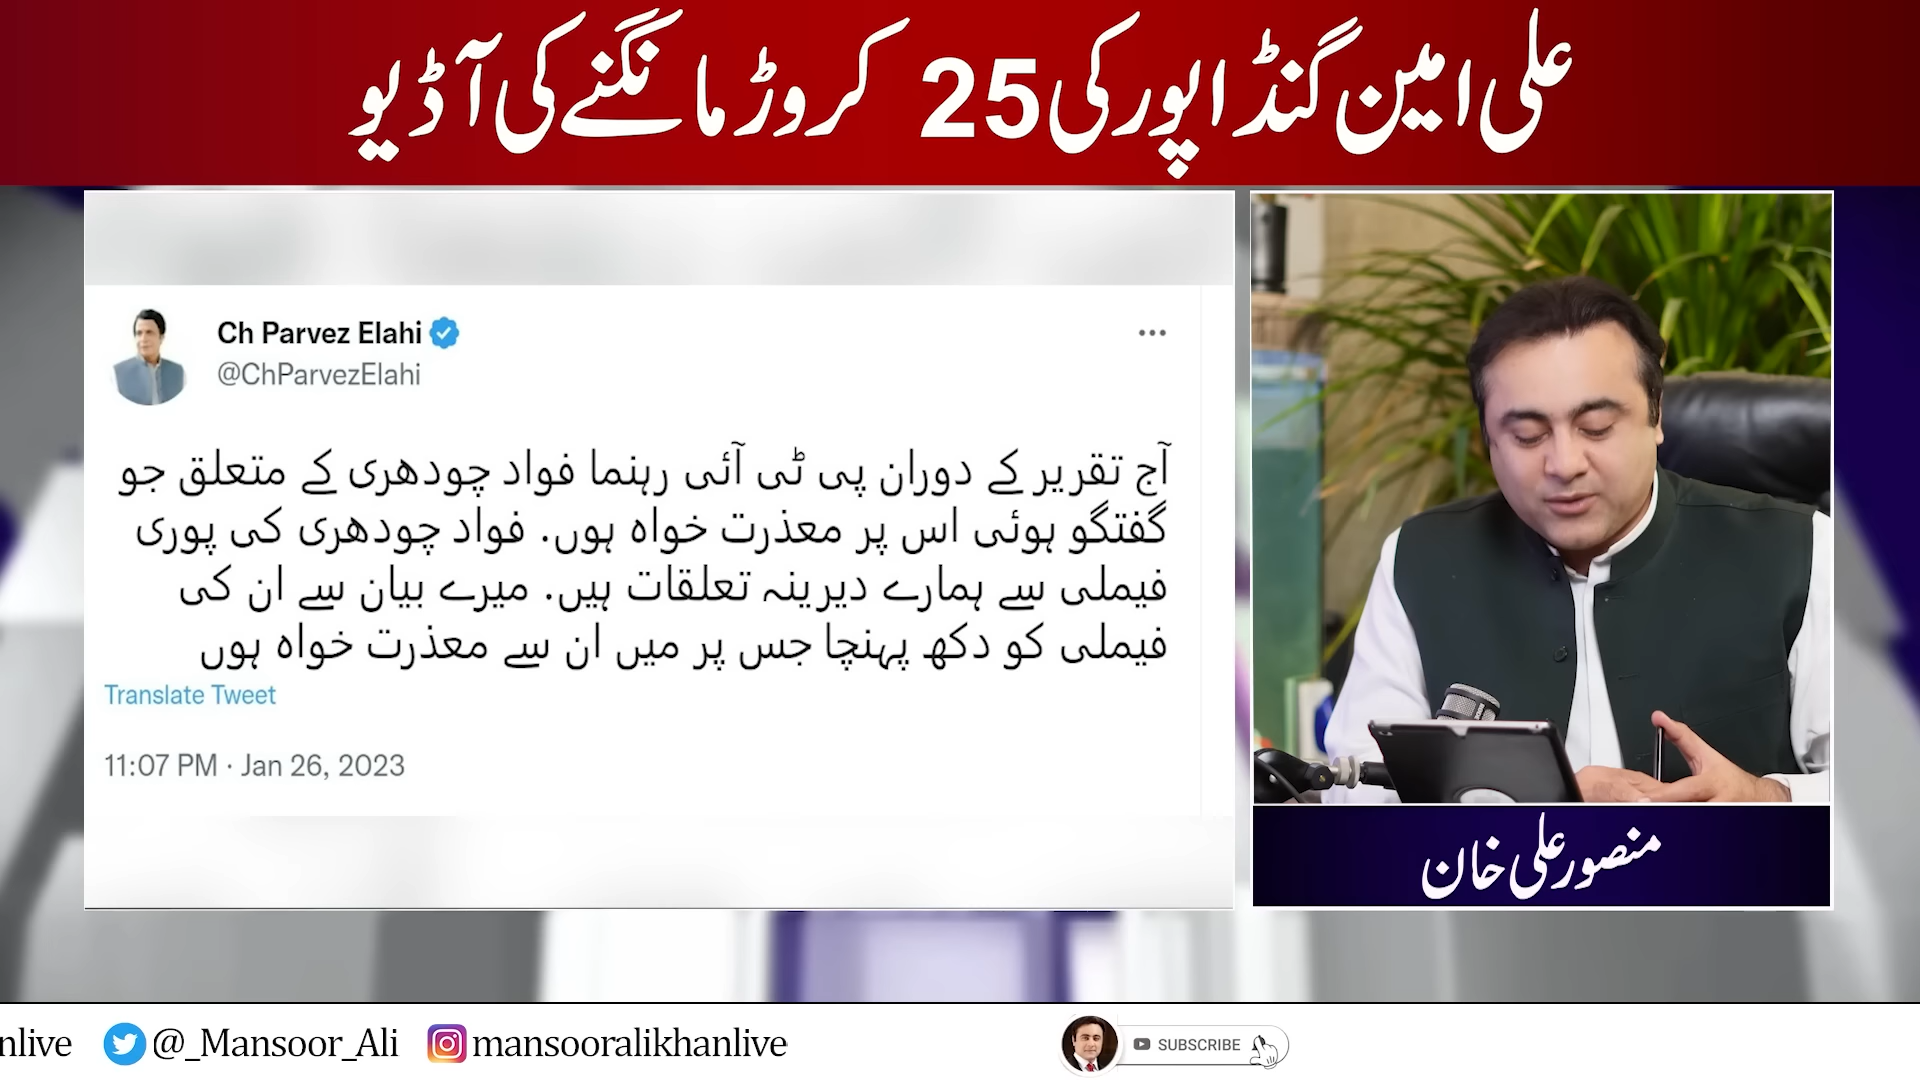 علی امین گنڈاپور کی 25 کروڑ مانگنے کی آڈیو
Ch Parvez Elahi
@ChParvezElahi
آج تقریر کے دوران پی ٹی آئی رہنما فواد چودھری کے متعلق جو
گفتگو ہوئی اس پر معذرت خواہ ہوں. فواد چودھری کی پوری
فیملی سے ہمارے دیرینہ تعلقات ہیں. میرے بیان سے ان کی
فیملی کو دکھ پہنچا جس پر میں ان سے معذرت خواہ ہوں
Translate Tweet
11:07 PM · Jan 26, 2023
منصور علی خان
nlive @_Mansoor_Ali mansooralikhanlive SUBSCRIBE